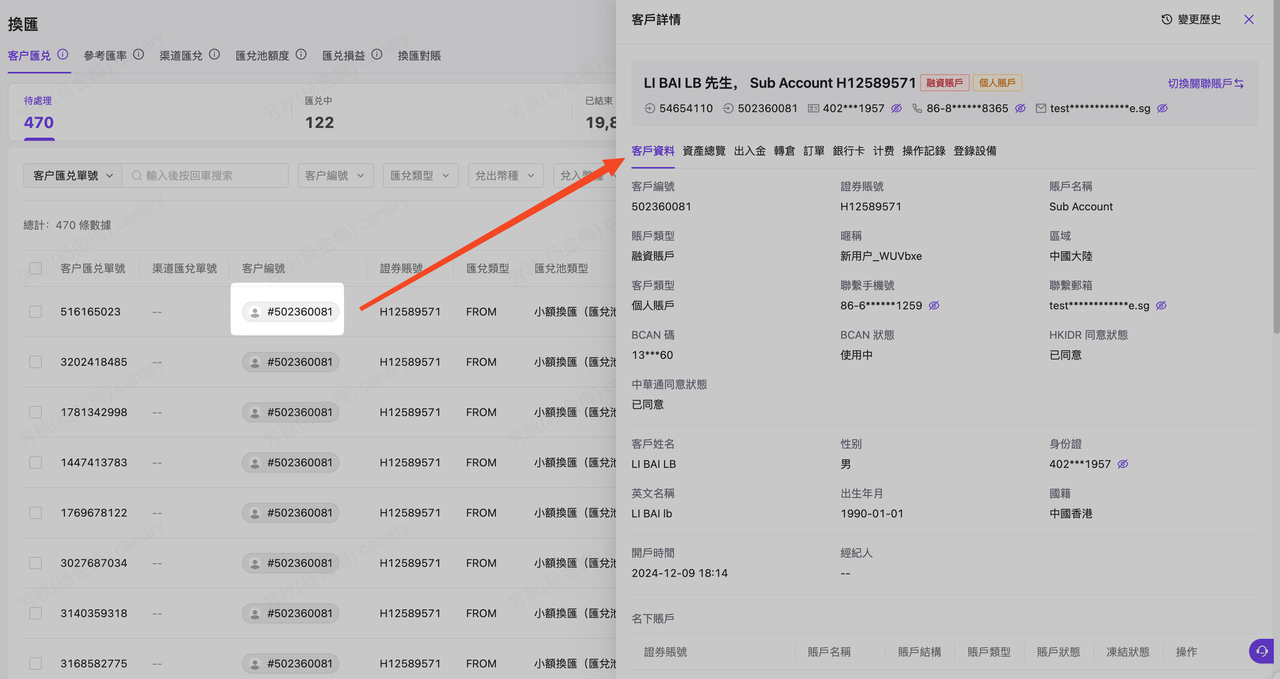 換匯
客户匯兌 參考匯率 渠道匯兌 匯兌池額度 匯兌損益 換匯對賬
待處理 匯兌中 已結束
470 122 19,8
客户匯兌單號 輸入後按回車搜索 客户編號 匯兌類型 兌出幣種 兌入幣種
總計: 470 條數據
客户匯兌單號 渠道匯兌單號 客户編號 證券賬號 匯兌類型 匯兌池類型
516165023 -- #502360081 H12589571 FROM 小額換匯（匯兌池
3202418485 -- #502360081 H12589571 FROM 小額換匯（匯兌池
1781342998 -- #502360081 H12589571 FROM 小額換匯（匯兌池
1447413783 -- #502360081 H12589571 FROM 小額換匯（匯兌池
1769678122 -- #502360081 H12589571 FROM 小額換匯（匯兌池
3027687034 -- #502360081 H12589571 FROM 小額換匯（匯兌池
3140359318 -- #502360081 H12589571 FROM 小額換匯（匯兌池
3168582775 -- #502360081 H12589571 FROM 小額換匯（匯兌池
客戶詳情 變更歷史
LI BAI LB 先生， Sub Account H12589571 融資賬戶 個人賬戶 切換關聯賬戶
54654110 502360081 402***1957 86-8******8365 test************e.sg
客戶資料 資產總覽 出入金 轉倉 訂單 銀行卡 计费 操作記錄 登錄設備
客戶編號 證券賬號 賬戶名稱
502360081 H12589571 Sub Account
賬戶類型 暱稱 區域
融資賬戶 新用户_WUVbxe 中國大陸
客戶類型 聯繫手機號 聯繫郵箱
個人賬戶 86-6******1259 test************e.sg
BCAN 碼 BCAN 狀態 HKIDR 同意狀態
13***60 使用中 已同意
中華通同意狀態
已同意
客戶姓名 性别 身份證
LI BAI LB 男 402***1957
英文名稱 出生年月 國籍
LI BAI lb 1990-01-01 中國香港
開戶時間 經紀人
2024-12-09 18:14 --
名下賬戶
證券賬號 賬戶名稱 賬戶結構 賬戶類型 賬戶狀態 凍結狀態 操作